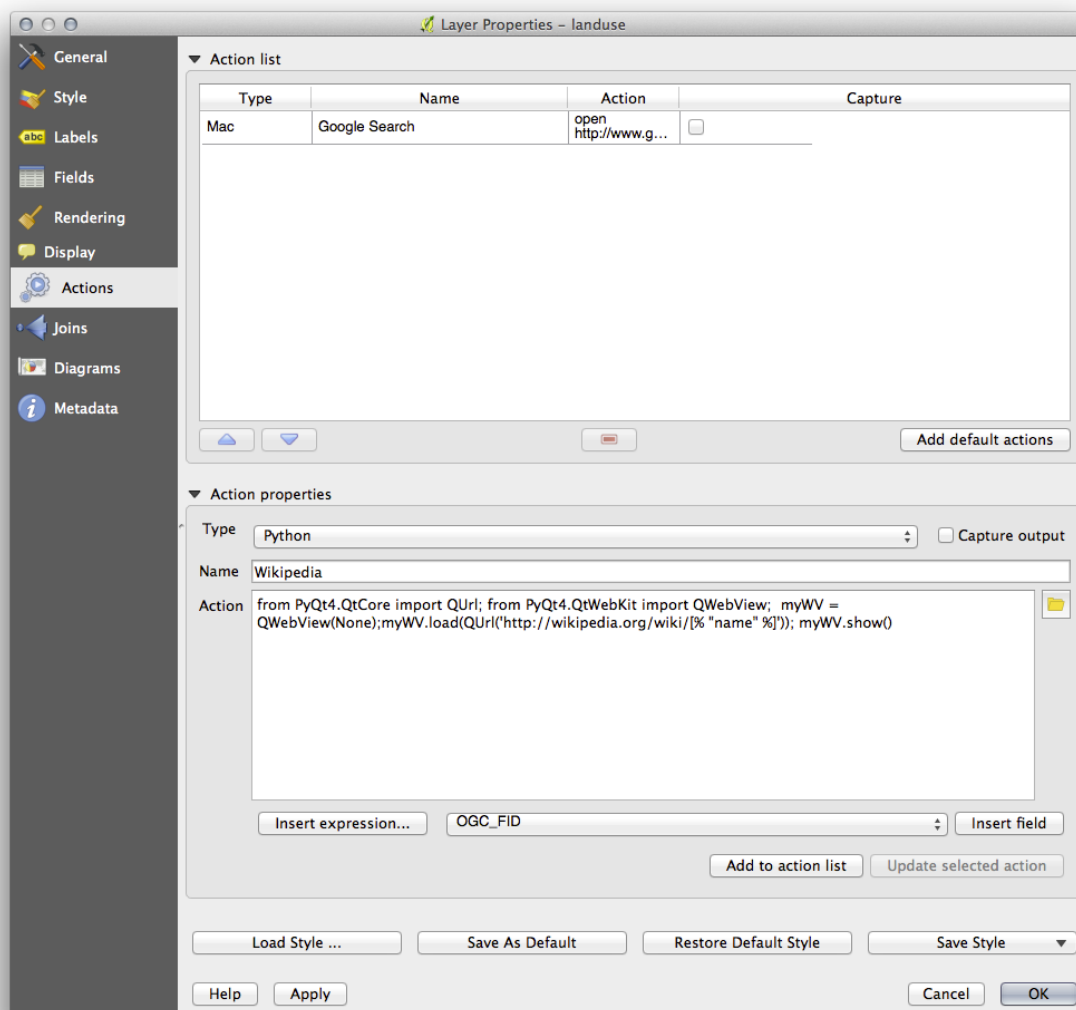 Layer Properties – landuse
General
Style
abc Labels
Fields
Rendering
Display
Actions
Joins
Diagrams
i Metadata
Action list
Type Name Action Capture
Mac Google Search open
http://www.g...
Add default actions
Action properties
Type Python Capture output
Name Wikipedia
Action from PyQt4.QtCore import QUrl; from PyQt4.QtWebKit import QWebView;  myWV =
QWebView(None);myWV.load(QUrl('http://wikipedia.org/wiki/[% "name" %]')); myWV.show()
Insert expression... OGC_FID Insert field
Add to action list Update selected action
Load Style ... Save As Default Restore Default Style Save Style
Help Apply Cancel OK